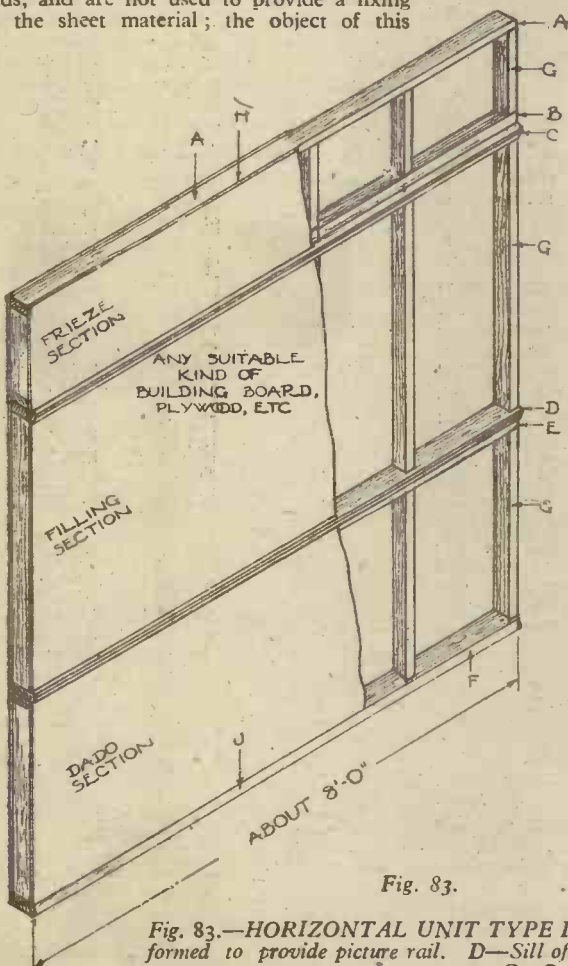 and are not used to provide a fixing
the sheet material; the object of this
A
G
B
C
H
A
G
FRIEZE
SECTION
ANY SUITABLE
KIND OF
BUILDING BOARD,
PLYWOOD, ETC
D
E
FILLING
SECTION
G
F
DADO
SECTION
J
ABOUT 8'-0"
Fig. 83.
Fig. 83.—HORIZONTAL UNIT TYPE
formed to provide picture rail. D—Sill of